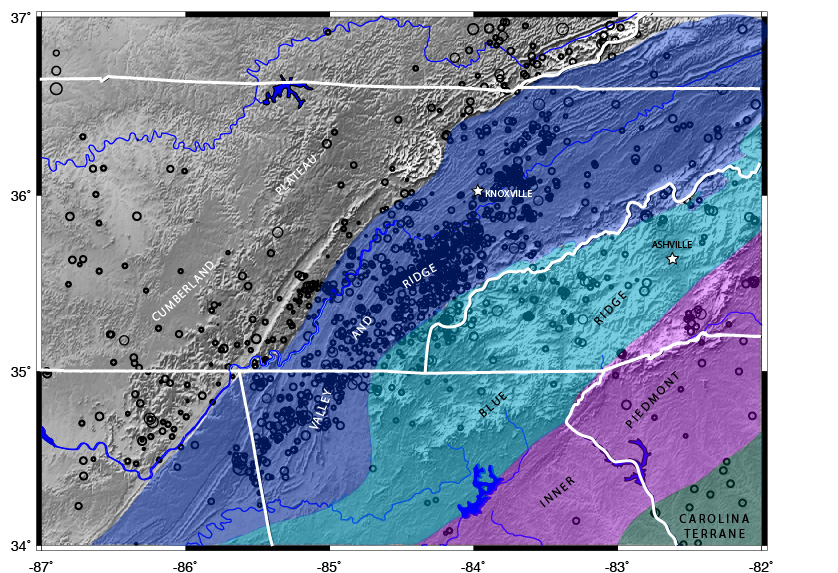 37°
36°
35°
34°
PLATEAU
KNOXVILLE
ASHVILLE
CUMBERLAND
RIDGE
RIDGE
AND
VALLEY
BLUE
PIEDMONT
INNER
CAROLINA
TERRANE
-87°
-86°
-85°
-84°
-83°
-82°